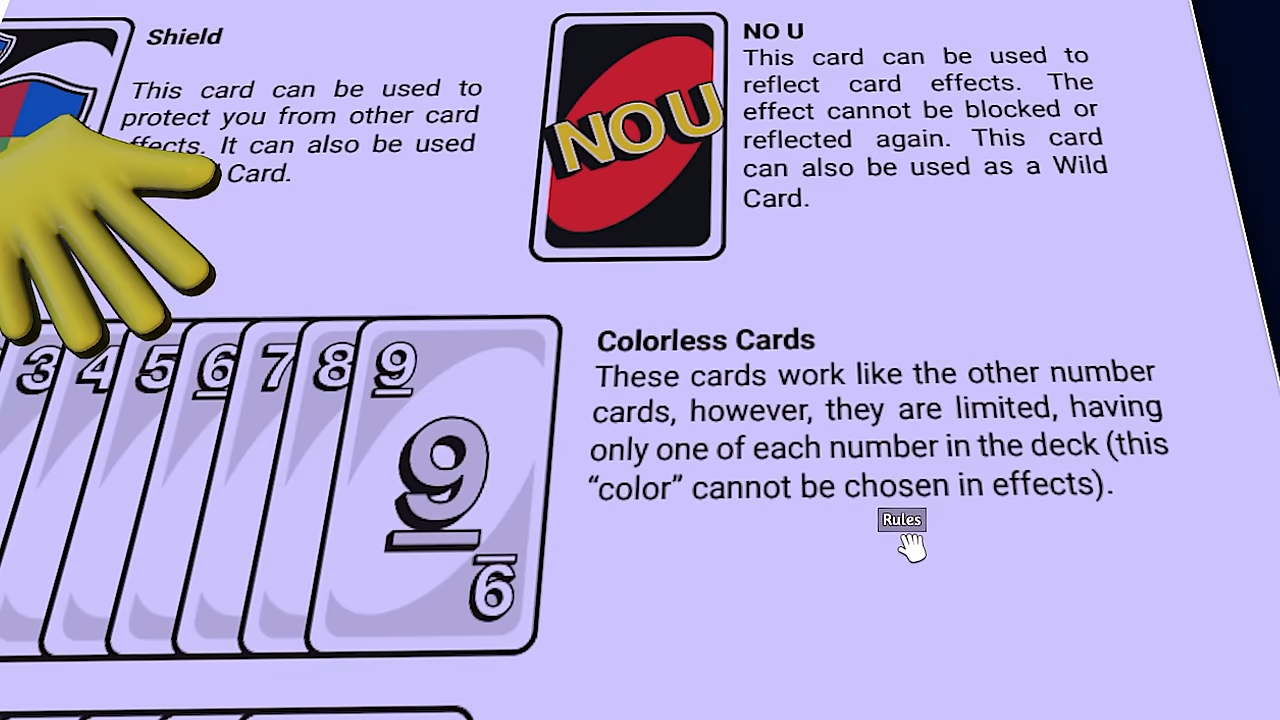 Shield
This card can be used to
protect you from other card
effects. It can also be used
Card.
NO U
This card can be used to
reflect card effects. The
effect cannot be blocked or
reflected again. This card
can also be used as a Wild
Card.
NO U
Colorless Cards
These cards work like the other number
cards, however, they are limited, having
only one of each number in the deck (this
“color” cannot be chosen in effects).
Rules
3 4 5 6 7 8 9
9
9